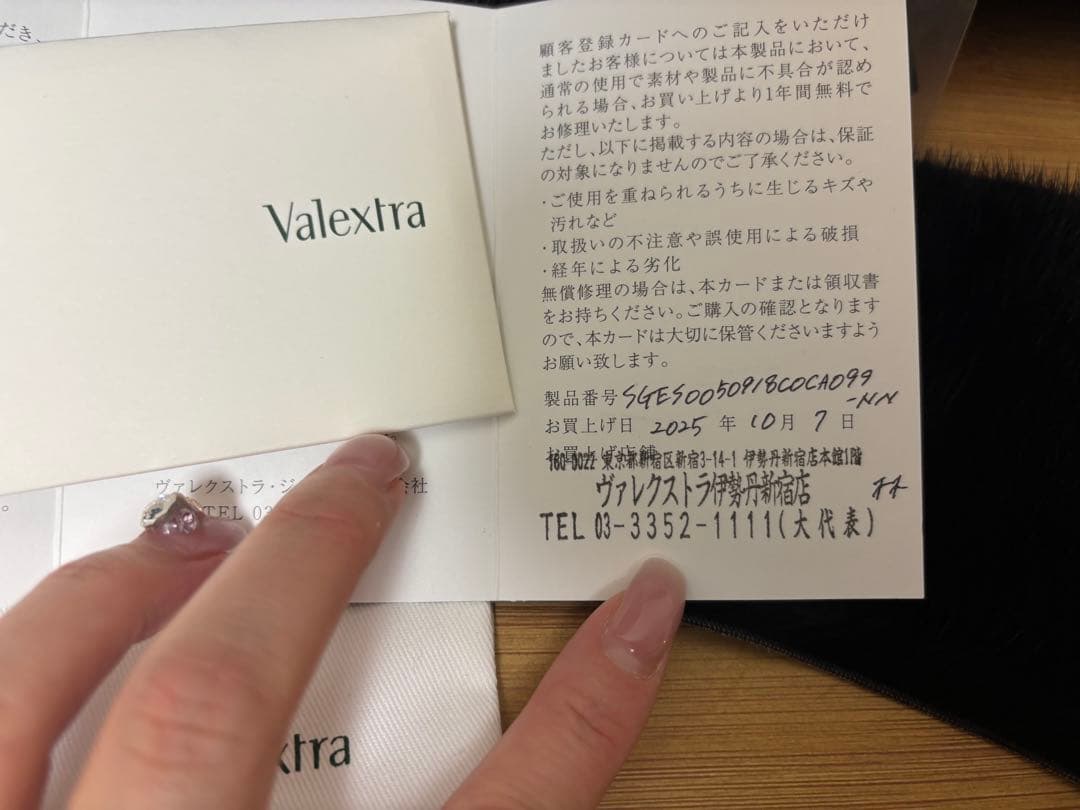 だき、
Valextra
顧客登録カードへのご記入をいただけ
ましたお客様については本製品において、
通常の使用で素材や製品に不具合が認め
られる場合、お買い上げより1年間無料で
お修理いたします。
ただし、以下に掲載する内容の場合は、保証
の対象になりませんのでご了承ください。
・ご使用を重ねられるうちに生じるキズや
汚れなど
・取扱いの不注意や誤使用による破損
・経年による劣化
無償修理の場合は、本カードまたは領収書
をお持ちください。ご購入の確認となります
ので、本カードは大切に保管くださいますよう
お願い致します。
製品番号 SGES0050918COCA099
-NN
お買上げ日 2025 年 10月 7 日
お買上げ店舗
160-0022 東京都新宿区新宿3-14-1 伊勢丹新宿店本館1階
ヴァレクストラ伊勢丹新宿店
TEL 03-3352-1111(大代表)
ヴァレクストラ・ジ
会社
TEL 03
xtra